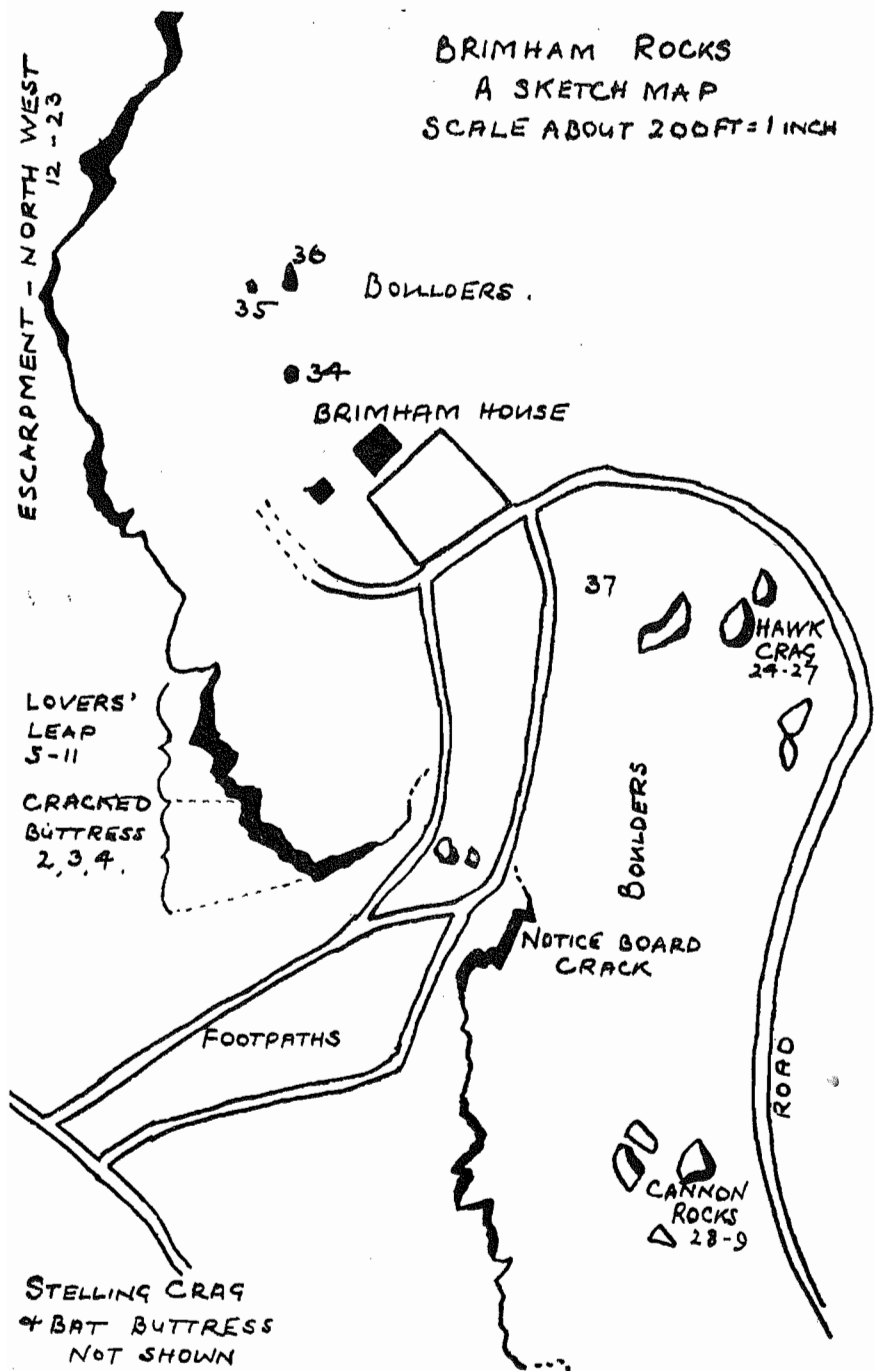 BRIMHAM ROCKS
A SKETCH MAP
SCALE ABOUT 200FT = 1 INCH
ESCARPMENT - NORTH WEST
12 - 23
36
35
BOULDERS.
34
BRIMHAM HOUSE
37
HAWK
CRAG
24-27
LOVERS'
LEAP
5-11
CRACKED
BUTTRESS
2, 3, 4.
BOULDERS
NOTICE BOARD
CRACK
FOOTPATHS
ROAD
CANNON
ROCKS
28-9
STELLING CRAG
& BAT BUTTRESS
NOT SHOWN